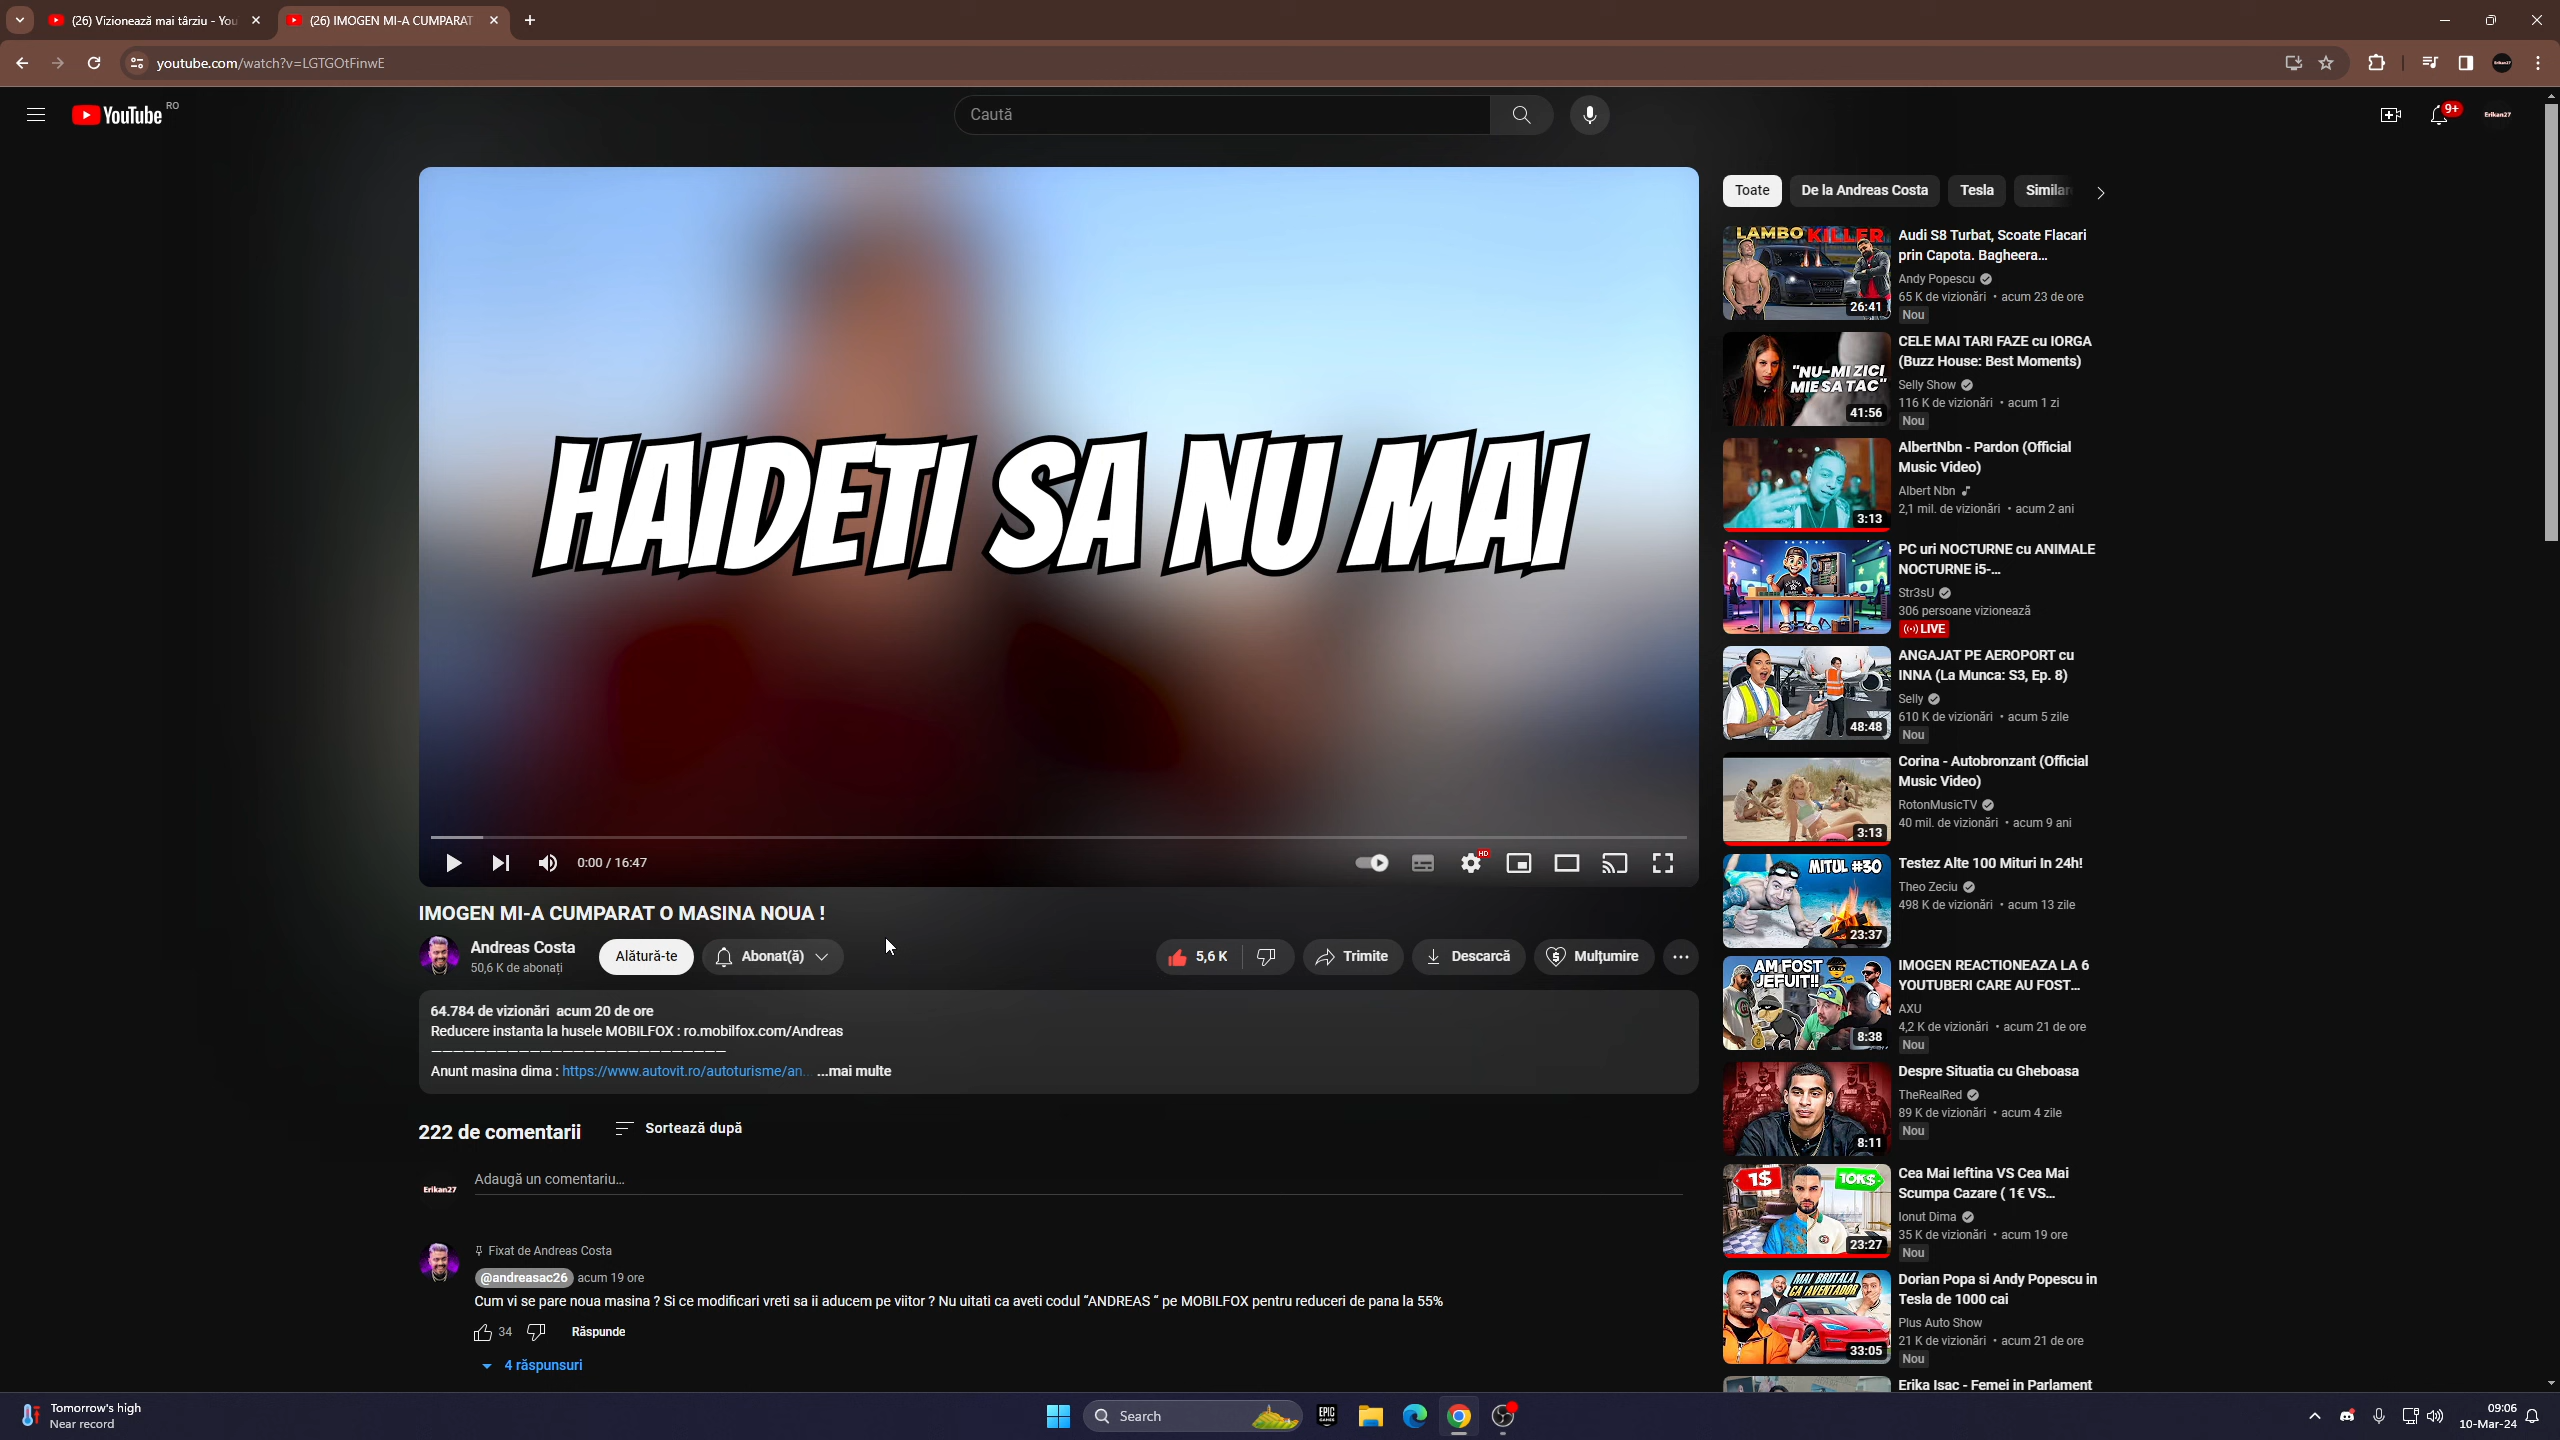 (26) Vizionează mai târziu - You
(26) IMOGEN MI-A CUMPARAT
youtube.com/watch?v=LGTGOtFinwE
YouTube RO
Caută
9+
Erikan27
HAIDETI SA NU MAI
0:00 / 16:47
HD
IMOGEN MI-A CUMPARAT O MASINA NOUA !
Andreas Costa
50,6 K de abonați
Alătură-te
Abonat(ă)
5,6 K
Trimite
Descarcă
Mulțumire
64.784 de vizionări acum 20 de ore
Reducere instanta la husele MOBILFOX : ro.mobilfox.com/Andreas
———————————————————————————
Anunt masina dima : https://www.autovit.ro/autoturisme/an... ...mai multe
222 de comentarii
Sortează după
Erikan27
Adaugă un comentariu...
Fixat de Andreas Costa
@andreasac26 acum 19 ore
Cum vi se pare noua masina ? Si ce modificari vreti sa ii aducem pe viitor ? Nu uitati ca aveti codul “ANDREAS “ pe MOBILFOX pentru reduceri de pana la 55%
34
Răspunde
4 răspunsuri
Toate
De la Andreas Costa
Tesla
Similar
LAMBO KILLER
26:41
Audi S8 Turbat, Scoate Flacari
prin Capota. Bagheera...
Andy Popescu
65 K de vizionări • acum 23 de ore
Nou
"NU-MI ZICI
MIE SA TAC"
41:56
CELE MAI TARI FAZE cu IORGA
(Buzz House: Best Moments)
Selly Show
116 K de vizionări • acum 1 zi
Nou
3:13
AlbertNbn - Pardon (Official
Music Video)
Albert Nbn
2,1 mil. de vizionări • acum 2 ani
PC uri NOCTURNE cu ANIMALE
NOCTURNE i5-...
Str3sU
306 persoane vizionează
LIVE
48:48
ANGAJAT PE AEROPORT cu
INNA (La Munca: S3, Ep. 8)
Selly
610 K de vizionări • acum 5 zile
Nou
3:13
Corina - Autobronzant (Official
Music Video)
RotonMusicTV
40 mil. de vizionări • acum 9 ani
MITUL #30
23:37
Testez Alte 100 Mituri In 24h!
Theo Zeciu
498 K de vizionări • acum 13 zile
AM FOST
JEFUIT!!
8:38
IMOGEN REACTIONEAZA LA 6
YOUTUBERI CARE AU FOST...
AXU
4,2 K de vizionări • acum 21 de ore
Nou
8:11
Despre Situatia cu Gheboasa
TheRealRed
89 K de vizionări • acum 4 zile
Nou
1$
10K$
23:27
Cea Mai Ieftina VS Cea Mai
Scumpa Cazare ( 1€ VS...
Ionut Dima
35 K de vizionări • acum 19 ore
Nou
MAI BRUTALA
CA AVENTADOR
33:05
Dorian Popa si Andy Popescu in
Tesla de 1000 cai
Plus Auto Show
21 K de vizionări • acum 21 de ore
Nou
Erika Isac - Femei in Parlament
Tomorrow's high
Near record
Search
EPIC
GAMES
09:06
10-Mar-24